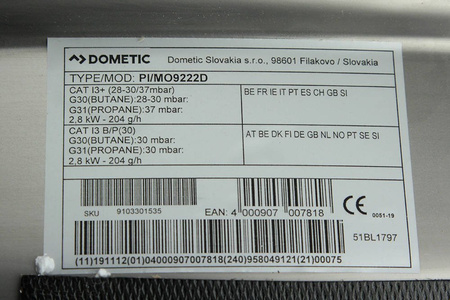 DOMETIC Dometic Slovakia s.r.o., 98601 Filakovo / Slovakia
TYPE/MOD: PI/MO9222D
CAT I3+ (28-30/37mbar) BE FR IE IT PT ES CH GB SI
G30(BUTANE):28-30 mbar:
G31(PROPANE):37 mbar:
2,8 kW - 204 g/h
CAT I3 B/P(30) AT BE DK FI DE GB NL NO PT SE SI
G30(BUTANE):30 mbar:
G31(PROPANE):30 mbar:
2,8 kW - 204 g/h
SKU 9103301535 EAN: 4 000907 007818 CE 0051-19
51BL1797
(11)191112(01)04000907007818(240)958049121(21)00075